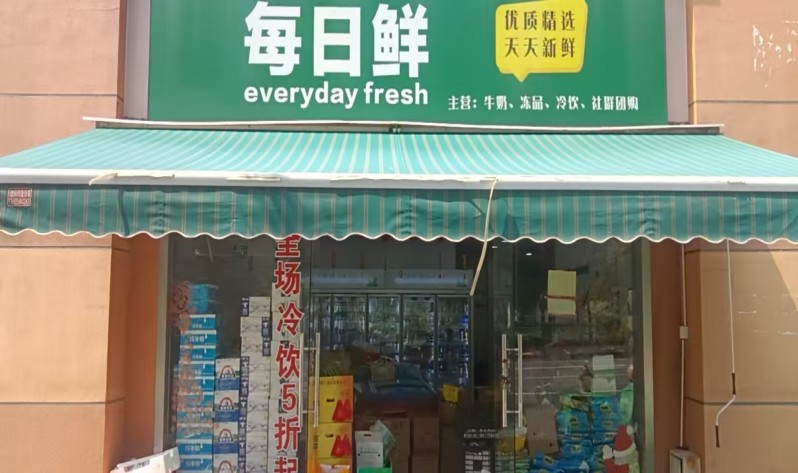 每日鲜
everyday fresh
优质精选
天天新鲜
主营：牛奶、冻品、冷饮、社群团购
全场冷饮5折起